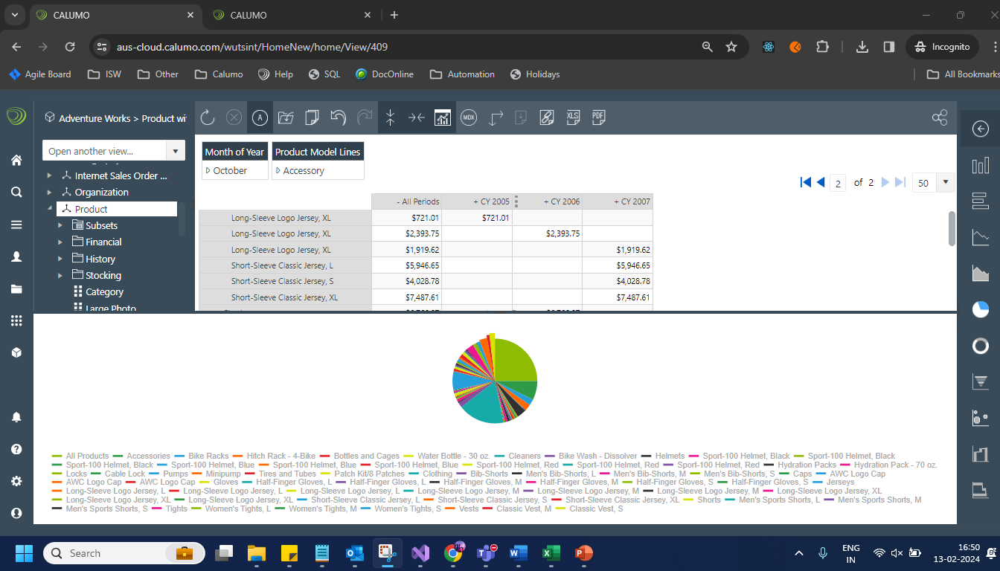 CALUMO
CALUMO
aus-cloud.calumo.com/wutsint/HomeNew/home/View/409
Incognito
Agile Board ISW Other Calumo Help SQL DocOnline Automation Holidays All Bookmarks
Adventure Works > Product wi
A MDX XLS PDF
Open another view...
Internet Sales Order ...
Organization
Product
Subsets
Financial
History
Stocking
Category
Large Photo
Month of Year Product Model Lines
October Accessory
2 of 2 50
- All Periods + CY 2005 + CY 2006 + CY 2007
Long-Sleeve Logo Jersey, XL $721.01 $721.01
Long-Sleeve Logo Jersey, XL $2,393.75 $2,393.75
Long-Sleeve Logo Jersey, XL $1,919.62 $1,919.62
Short-Sleeve Classic Jersey, L $5,946.65 $5,946.65
Short-Sleeve Classic Jersey, S $4,028.78 $4,028.78
Short-Sleeve Classic Jersey, XL $7,487.61 $7,487.61
All Products Accessories Bike Racks Hitch Rack - 4-Bike Bottles and Cages Water Bottle - 30 oz. Cleaners Bike Wash - Dissolver Helmets Sport-100 Helmet, Black Sport-100 Helmet, Black
Sport-100 Helmet, Black Sport-100 Helmet, Blue Sport-100 Helmet, Blue Sport-100 Helmet, Blue Sport-100 Helmet, Red Sport-100 Helmet, Red Sport-100 Helmet, Red Hydration Packs Hydration Pack - 70 oz.
Locks Cable Lock Pumps Minipump Tires and Tubes Patch Kit/8 Patches Clothing Bib-Shorts Men's Bib-Shorts, L Men's Bib-Shorts, M Men's Bib-Shorts, S Caps AWC Logo Cap
AWC Logo Cap AWC Logo Cap Gloves Half-Finger Gloves, L Half-Finger Gloves, L Half-Finger Gloves, M Half-Finger Gloves, M Half-Finger Gloves, S Half-Finger Gloves, S Jerseys
Long-Sleeve Logo Jersey, L Long-Sleeve Logo Jersey, L Long-Sleeve Logo Jersey, L Long-Sleeve Logo Jersey, M Long-Sleeve Logo Jersey, M Long-Sleeve Logo Jersey, M Long-Sleeve Logo Jersey, XL
Long-Sleeve Logo Jersey, XL Long-Sleeve Logo Jersey, XL Short-Sleeve Classic Jersey, L Short-Sleeve Classic Jersey, S Short-Sleeve Classic Jersey, XL Shorts Men's Sports Shorts, L Men's Sports Shorts, M
Men's Sports Shorts, S Tights Women's Tights, L Women's Tights, M Women's Tights, S Vests Classic Vest, M Classic Vest, S
Search
ENG
IN
16:50
13-02-2024